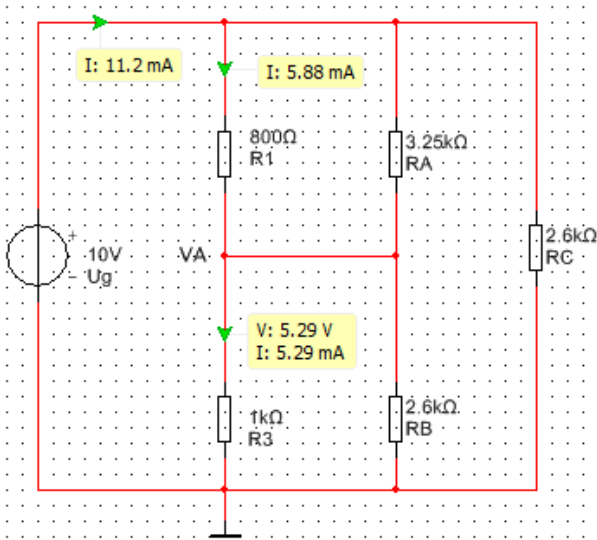 I: 11.2 mA
I: 5.88 mA
800Ω
R1
3.25kΩ
RA
+
10V
−
Ug
VA
2.6kΩ
RC
V: 5.29 V
I: 5.29 mA
1kΩ
R3
2.6kΩ
RB